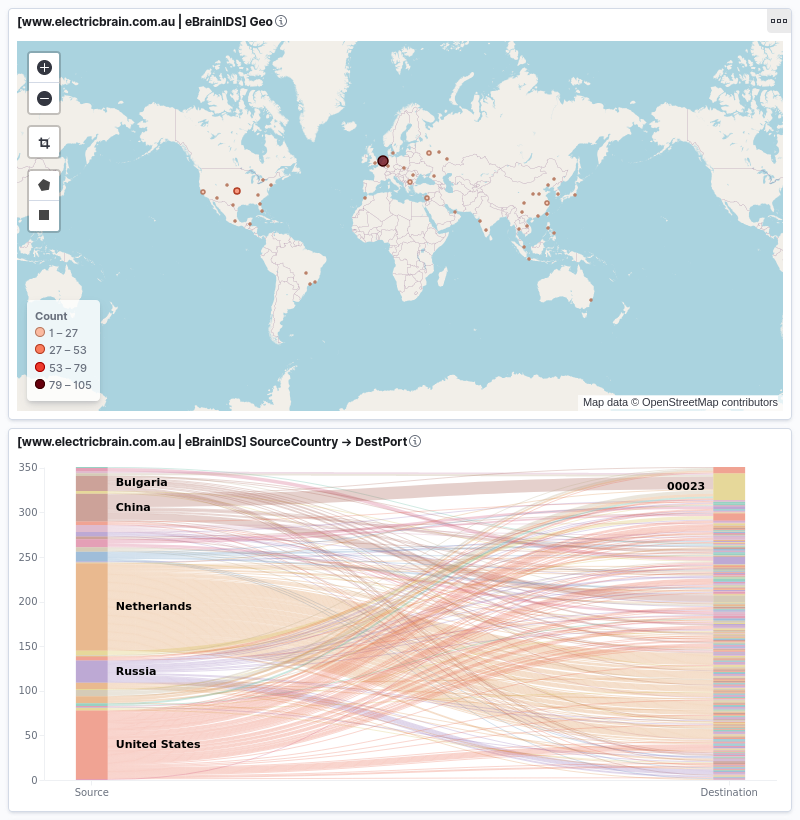 [www.electricbrain.com.au | eBrainIDS] Geo
Count
1 – 27
27 – 53
53 – 79
79 – 105
Map data © OpenStreetMap contributors
[www.electricbrain.com.au | eBrainIDS] SourceCountry → DestPort
350
300
250
200
150
100
50
0
Bulgaria
China
Netherlands
Russia
United States
00023
Source
Destination